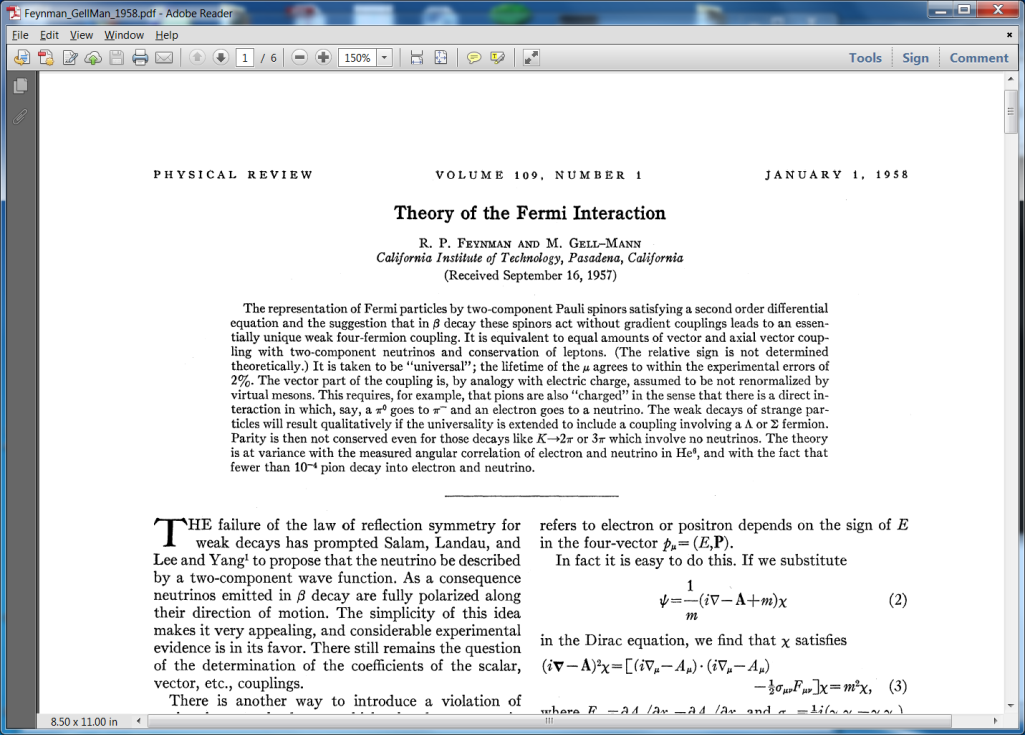 Feynman_GellMan_1958.pdf - Adobe Reader
File Edit View Window Help
1 / 6 150% Tools Sign Comment
PHYSICAL REVIEW VOLUME 109, NUMBER 1 JANUARY 1, 1958
Theory of the Fermi Interaction
R. P. FEYNMAN AND M. GELL-MANN
California Institute of Technology, Pasadena, California
(Received September 16, 1957)
The representation of Fermi particles by two-component Pauli spinors satisfying a second order differential
equation and the suggestion that in β decay these spinors act without gradient couplings leads to an essen-
tially unique weak four-fermion coupling. It is equivalent to equal amounts of vector and axial vector coup-
ling with two-component neutrinos and conservation of leptons. (The relative sign is not determined
theoretically.) It is taken to be "universal"; the lifetime of the μ agrees to within the experimental errors of
2%. The vector part of the coupling is, by analogy with electric charge, assumed to be not renormalized by
virtual mesons. This requires, for example, that pions are also "charged" in the sense that there is a direct in-
teraction in which, say, a π⁰ goes to π⁻ and an electron goes to a neutrino. The weak decays of strange par-
ticles will result qualitatively if the universality is extended to include a coupling involving a Λ or Σ fermion.
Parity is then not conserved even for those decays like K→2π or 3π which involve no neutrinos. The theory
is at variance with the measured angular correlation of electron and neutrino in He⁶, and with the fact that
fewer than 10⁻⁴ pion decay into electron and neutrino.
THE failure of the law of reflection symmetry for
weak decays has prompted Salam, Landau, and
Lee and Yang¹ to propose that the neutrino be described
by a two-component wave function. As a consequence
neutrinos emitted in β decay are fully polarized along
their direction of motion. The simplicity of this idea
makes it very appealing, and considerable experimental
evidence is in its favor. There still remains the question
of the determination of the coefficients of the scalar,
vector, etc., couplings.
There is another way to introduce a violation of
refers to electron or positron depends on the sign of E
in the four-vector pμ=(E,P).
In fact it is easy to do this. If we substitute
ψ=1/m(i∇−A+m)χ (2)
in the Dirac equation, we find that χ satisfies
(i∇−A)²χ=[(i∇μ−Aμ)·(i∇μ−Aμ)
−½σμνFμν]χ=m²χ, (3)
8.50 x 11.00 in